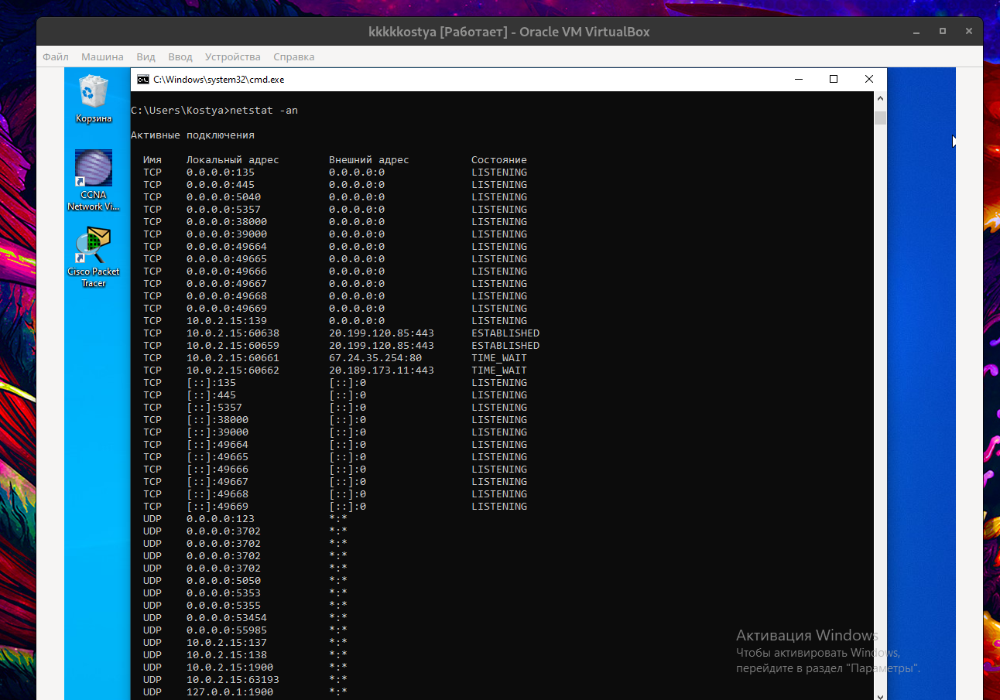 kkkkkostya [Работает] - Oracle VM VirtualBox
Файл Машина Вид Ввод Устройства Справка
C:\Windows\system32\cmd.exe
Корзина
CCNA
Network Vi...
Cisco Packet
Tracer
C:\Users\Kostya>netstat -an
Активные подключения
Имя Локальный адрес Внешний адрес Состояние
TCP 0.0.0.0:135 0.0.0.0:0 LISTENING
TCP 0.0.0.0:445 0.0.0.0:0 LISTENING
TCP 0.0.0.0:5040 0.0.0.0:0 LISTENING
TCP 0.0.0.0:5357 0.0.0.0:0 LISTENING
TCP 0.0.0.0:38000 0.0.0.0:0 LISTENING
TCP 0.0.0.0:39000 0.0.0.0:0 LISTENING
TCP 0.0.0.0:49664 0.0.0.0:0 LISTENING
TCP 0.0.0.0:49665 0.0.0.0:0 LISTENING
TCP 0.0.0.0:49666 0.0.0.0:0 LISTENING
TCP 0.0.0.0:49667 0.0.0.0:0 LISTENING
TCP 0.0.0.0:49668 0.0.0.0:0 LISTENING
TCP 0.0.0.0:49669 0.0.0.0:0 LISTENING
TCP 10.0.2.15:139 0.0.0.0:0 LISTENING
TCP 10.0.2.15:60638 20.199.120.85:443 ESTABLISHED
TCP 10.0.2.15:60659 20.199.120.85:443 ESTABLISHED
TCP 10.0.2.15:60661 67.24.35.254:80 TIME_WAIT
TCP 10.0.2.15:60662 20.189.173.11:443 TIME_WAIT
TCP [::]:135 [::]:0 LISTENING
TCP [::]:445 [::]:0 LISTENING
TCP [::]:5357 [::]:0 LISTENING
TCP [::]:38000 [::]:0 LISTENING
TCP [::]:39000 [::]:0 LISTENING
TCP [::]:49664 [::]:0 LISTENING
TCP [::]:49665 [::]:0 LISTENING
TCP [::]:49666 [::]:0 LISTENING
TCP [::]:49667 [::]:0 LISTENING
TCP [::]:49668 [::]:0 LISTENING
TCP [::]:49669 [::]:0 LISTENING
UDP 0.0.0.0:123 *:*
UDP 0.0.0.0:3702 *:*
UDP 0.0.0.0:3702 *:*
UDP 0.0.0.0:3702 *:*
UDP 0.0.0.0:3702 *:*
UDP 0.0.0.0:5050 *:*
UDP 0.0.0.0:5353 *:*
UDP 0.0.0.0:5355 *:*
UDP 0.0.0.0:53454 *:*
UDP 0.0.0.0:55985 *:*
UDP 10.0.2.15:137 *:*
UDP 10.0.2.15:138 *:*
UDP 10.0.2.15:1900 *:*
UDP 10.0.2.15:63193 *:*
UDP 127.0.0.1:1900 *:*
Активация Windows
Чтобы активировать Windows,
перейдите в раздел "Параметры".